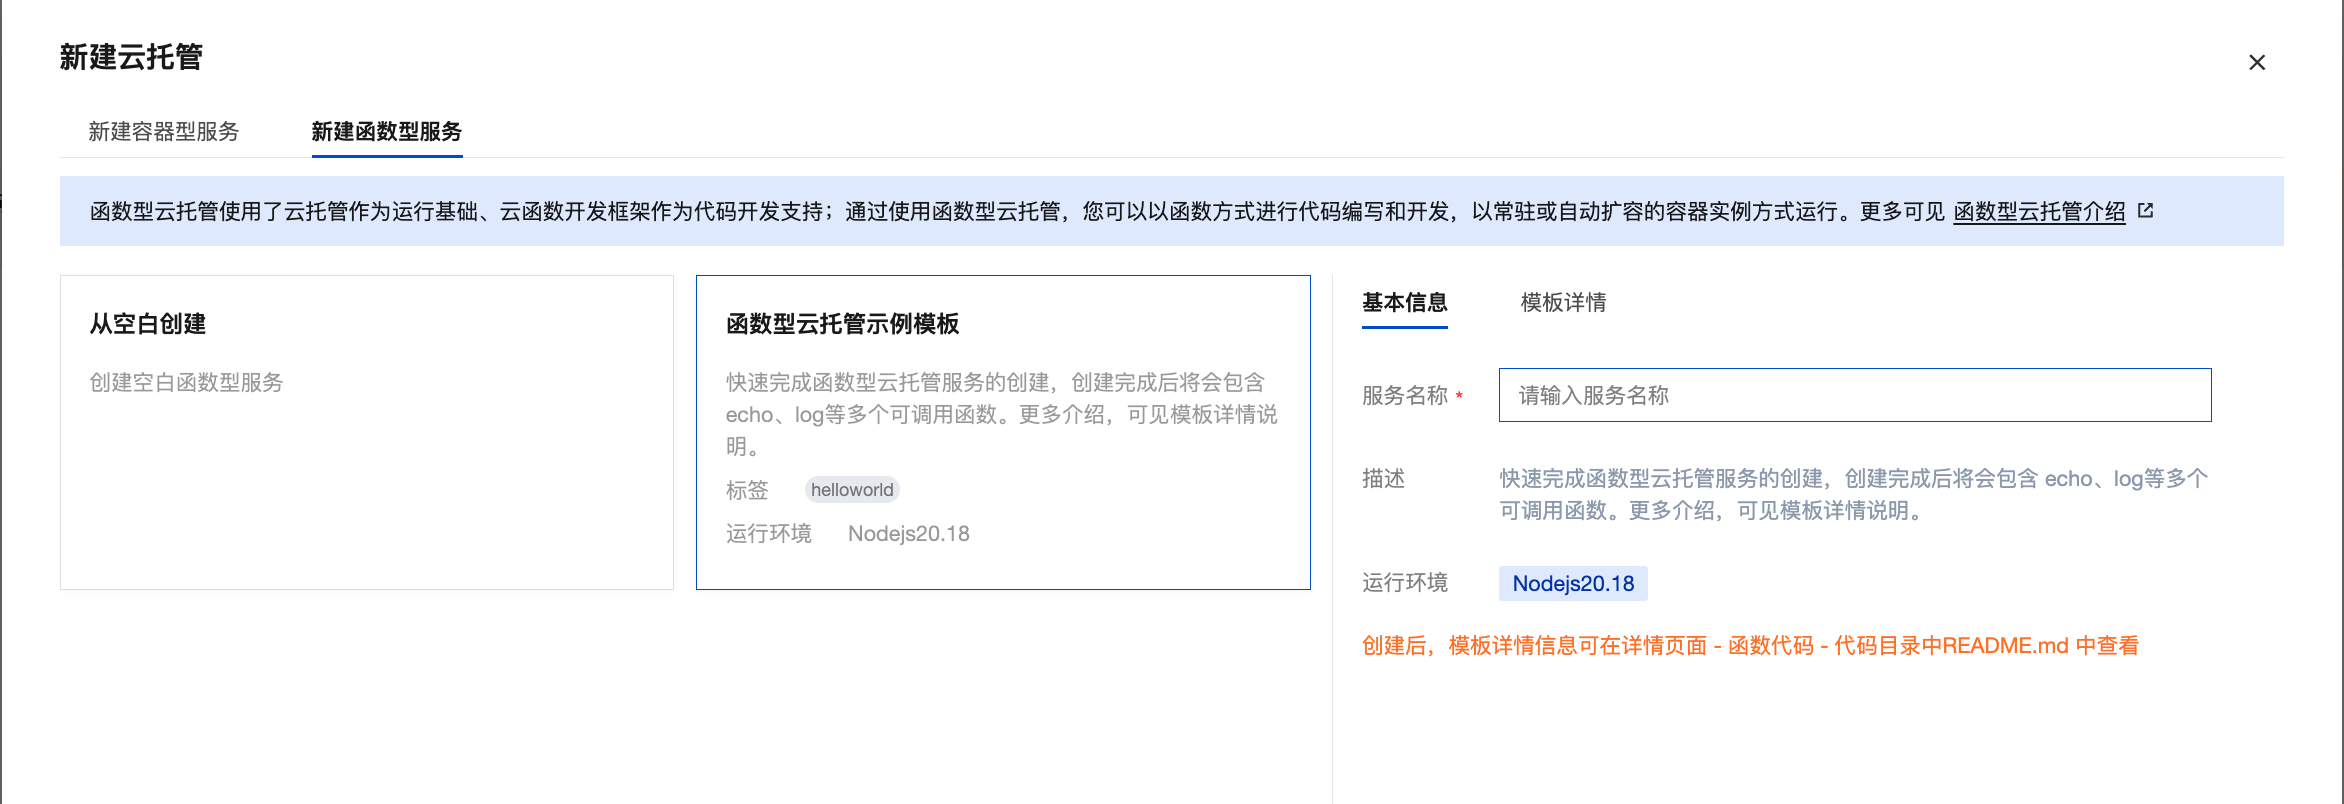 新建云托管
新建容器型服务
新建函数型服务
函数型云托管使用了云托管作为运行基础、云函数开发框架作为代码开发支持；通过使用函数型云托管，您可以以函数方式进行代码编写和开发，以常驻或自动扩容的容器实例方式运行。更多可见 函数型云托管介绍
从空白创建
创建空白函数型服务
函数型云托管示例模板
快速完成函数型云托管服务的创建，创建完成后将会包含
echo、log等多个可调用函数。更多介绍，可见模板详情说
明。
标签 helloworld
运行环境 Nodejs20.18
基本信息
模板详情
服务名称 * 请输入服务名称
描述 快速完成函数型云托管服务的创建，创建完成后将会包含 echo、log等多个
可调用函数。更多介绍，可见模板详情说明。
运行环境 Nodejs20.18
创建后，模板详情信息可在详情页面 - 函数代码 - 代码目录中README.md 中查看